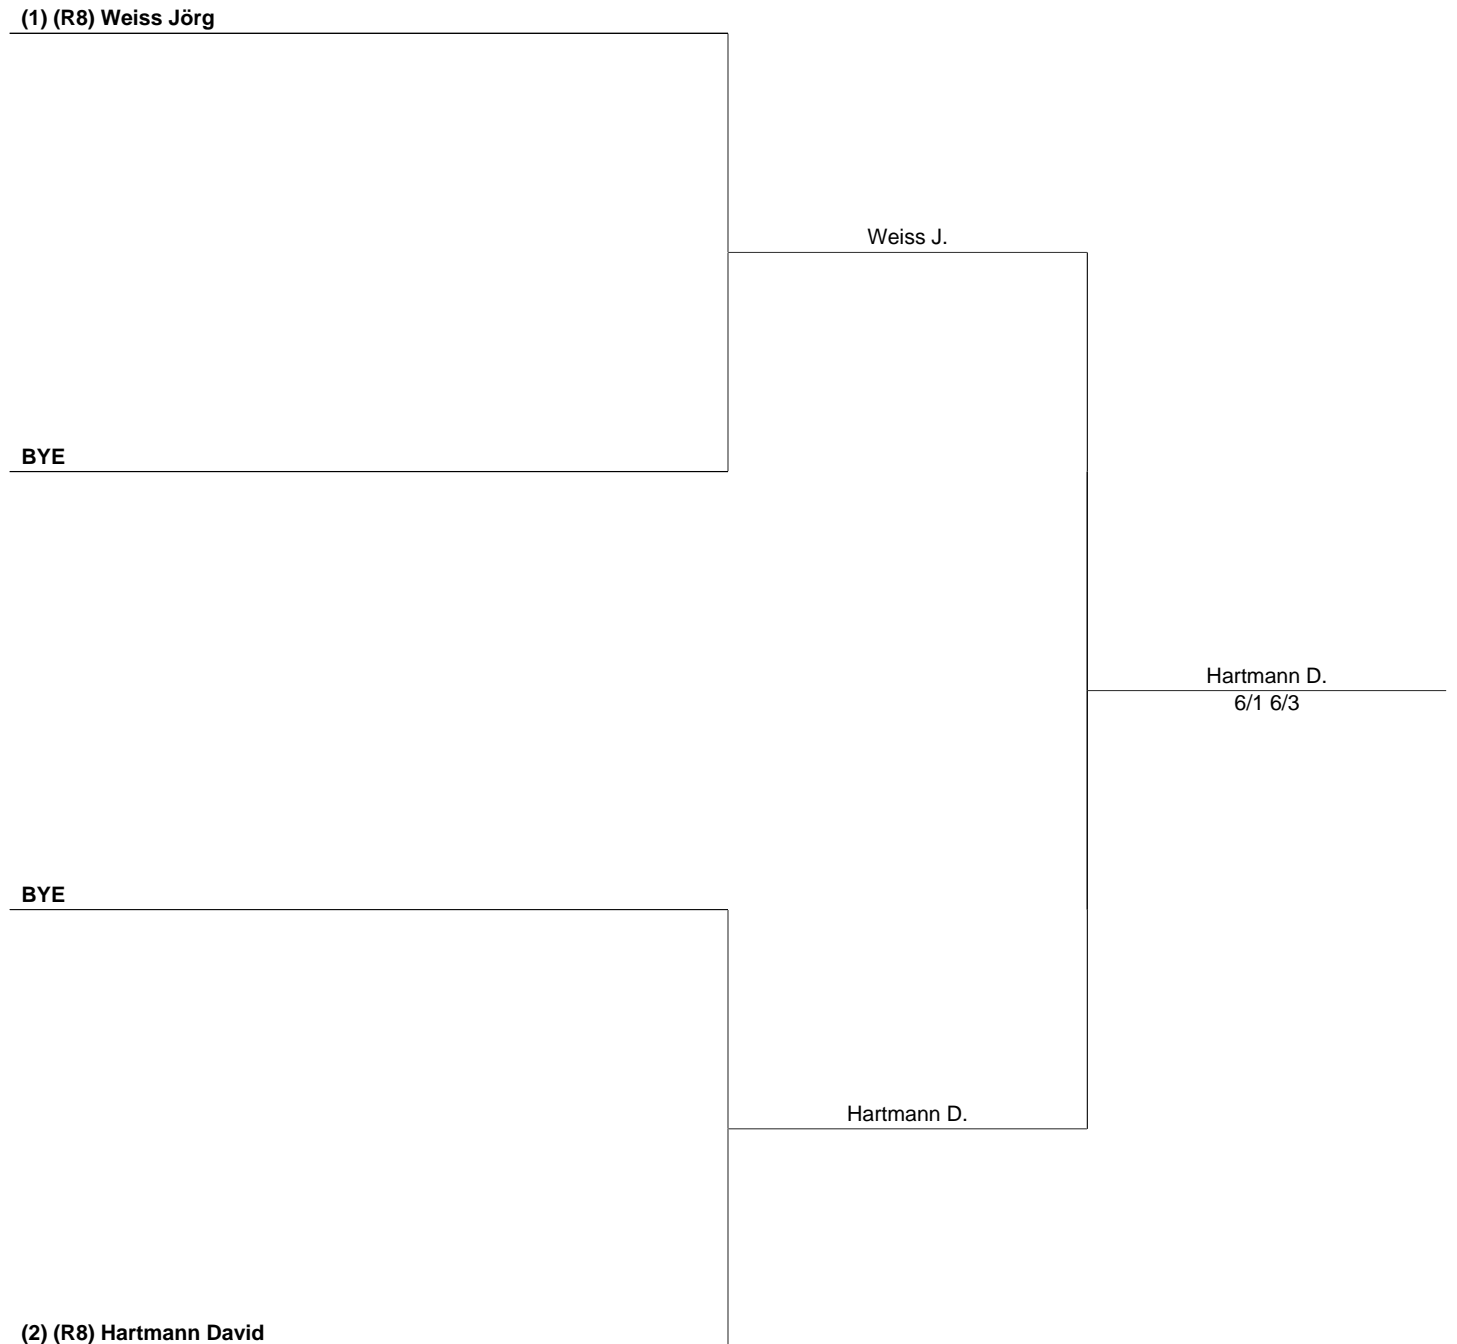 (1) (R8) Weiss Jörg
Weiss J.
BYE
Hartmann D.
6/1 6/3
BYE
Hartmann D.
(2) (R8) Hartmann David